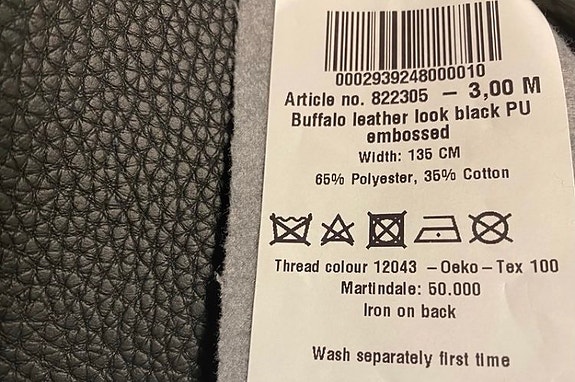 0002939248000010
Article no. 822305 – 3,00 M
Buffalo leather look black PU
embossed
Width: 135 CM
65% Polyester, 35% Cotton
Thread colour 12043 – Oeko – Tex 100
Martindale: 50.000
Iron on back
Wash separately first time